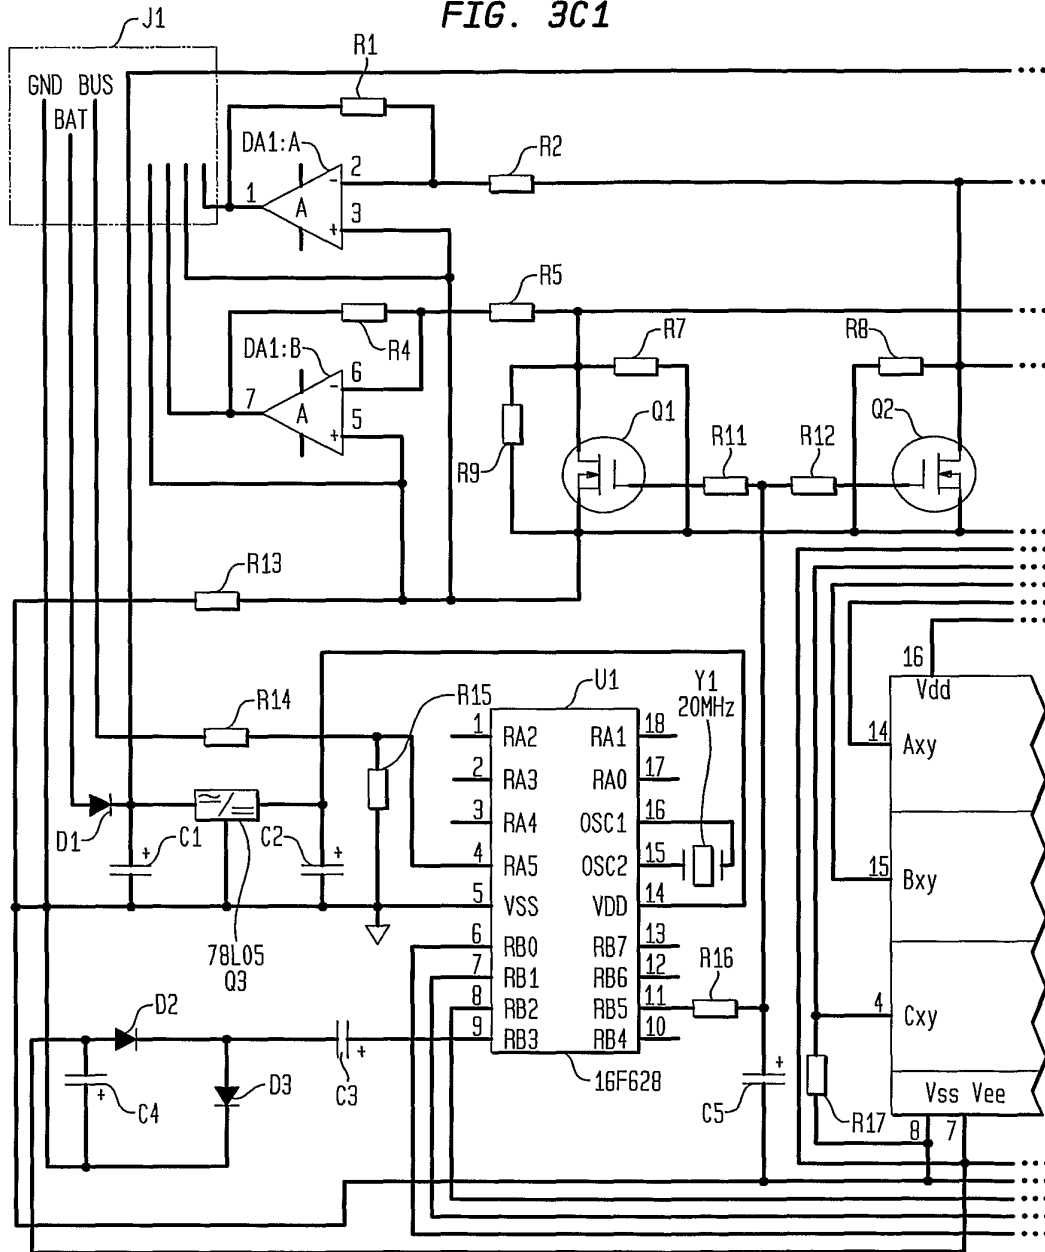 FIG. 3C1
J1
R1
GND BUS
BAT
DA1:A
R2
2
1
-
A
3
+
R5
R4
R7
R8
DA1:B
6
7
-
A
5
+
Q1
Q2
R9
R11
R12
R13
16
Vdd
U1
Y1
20MHz
R14
R15
1 RA2 RA1 18
14 Axy
2 RA3 RA0 17
3 RA4 OSC1 16
D1
+ C1
C2 +
4 RA5 OSC2 15
15 Bxy
5 VSS VDD 14
78L05
Q3
6 RB0 RB7 13
7 RB1 RB6 12
R16
8 RB2 RB5 11
D2
4 Cxy
9 RB3 RB4 10
C3 +
D3
16F628
+ C4
C5 +
R17
Vss Vee
8 7